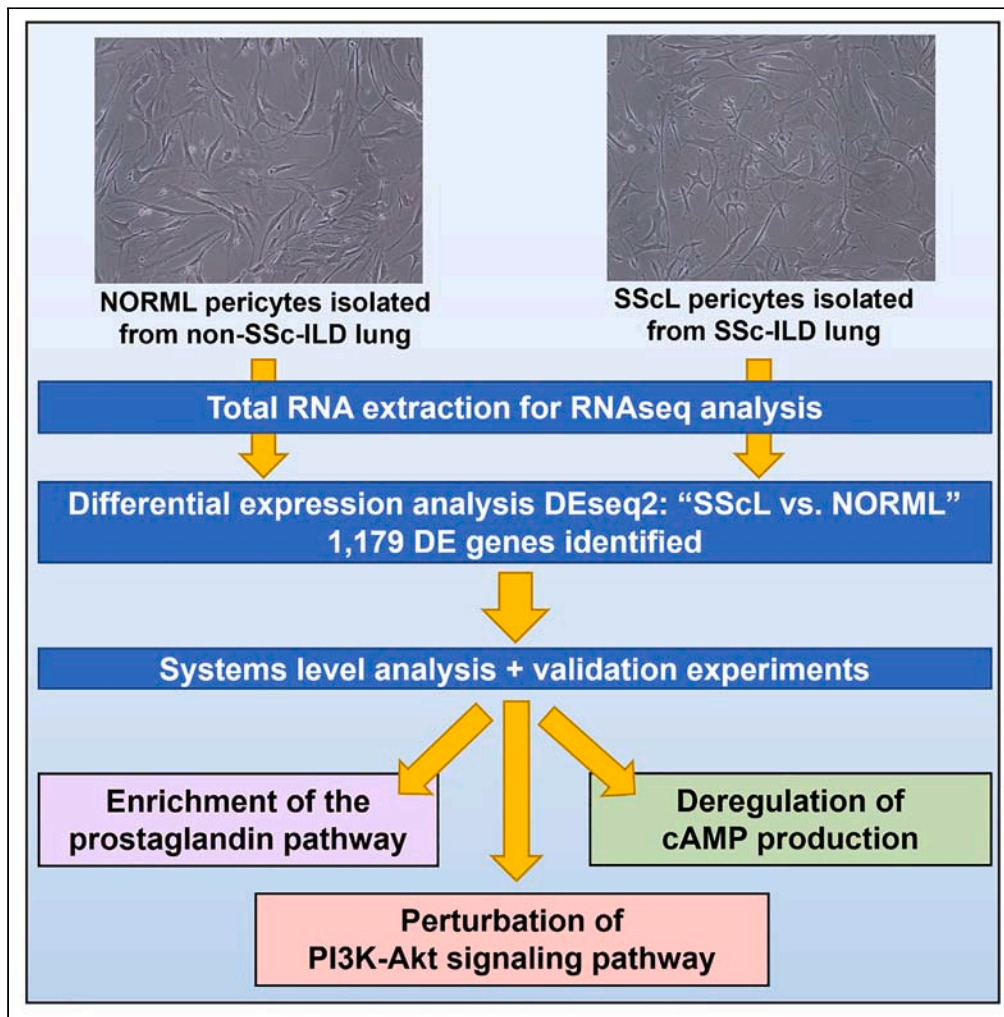 NORML pericytes isolated
from non-SSc-ILD lung
SScL pericytes isolated
from SSc-ILD lung
Total RNA extraction for RNAseq analysis
Differential expression analysis DEseq2: “SScL vs. NORML”
1,179 DE genes identified
Systems level analysis + validation experiments
Enrichment of the
prostaglandin pathway
Deregulation of
cAMP production
Perturbation of
PI3K-Akt signaling pathway